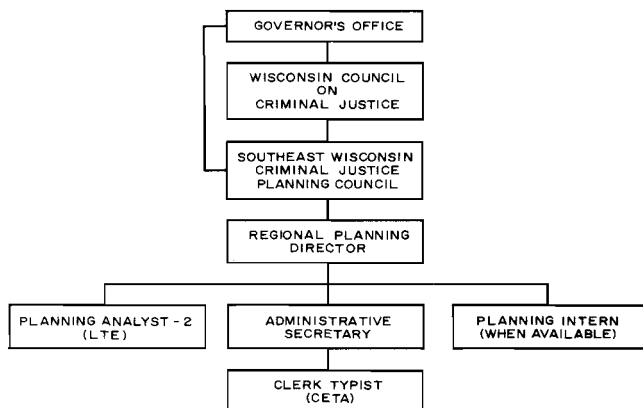 GOVERNOR'S OFFICE
WISCONSIN COUNCIL
ON
CRIMINAL JUSTICE
SOUTHEAST WISCONSIN
CRIMINAL JUSTICE
PLANNING COUNCIL
REGIONAL PLANNING
DIRECTOR
PLANNING ANALYST - 2
(LTE)
ADMINISTRATIVE
SECRETARY
PLANNING INTERN
(WHEN AVAILABLE)
CLERK TYPIST
(CETA)